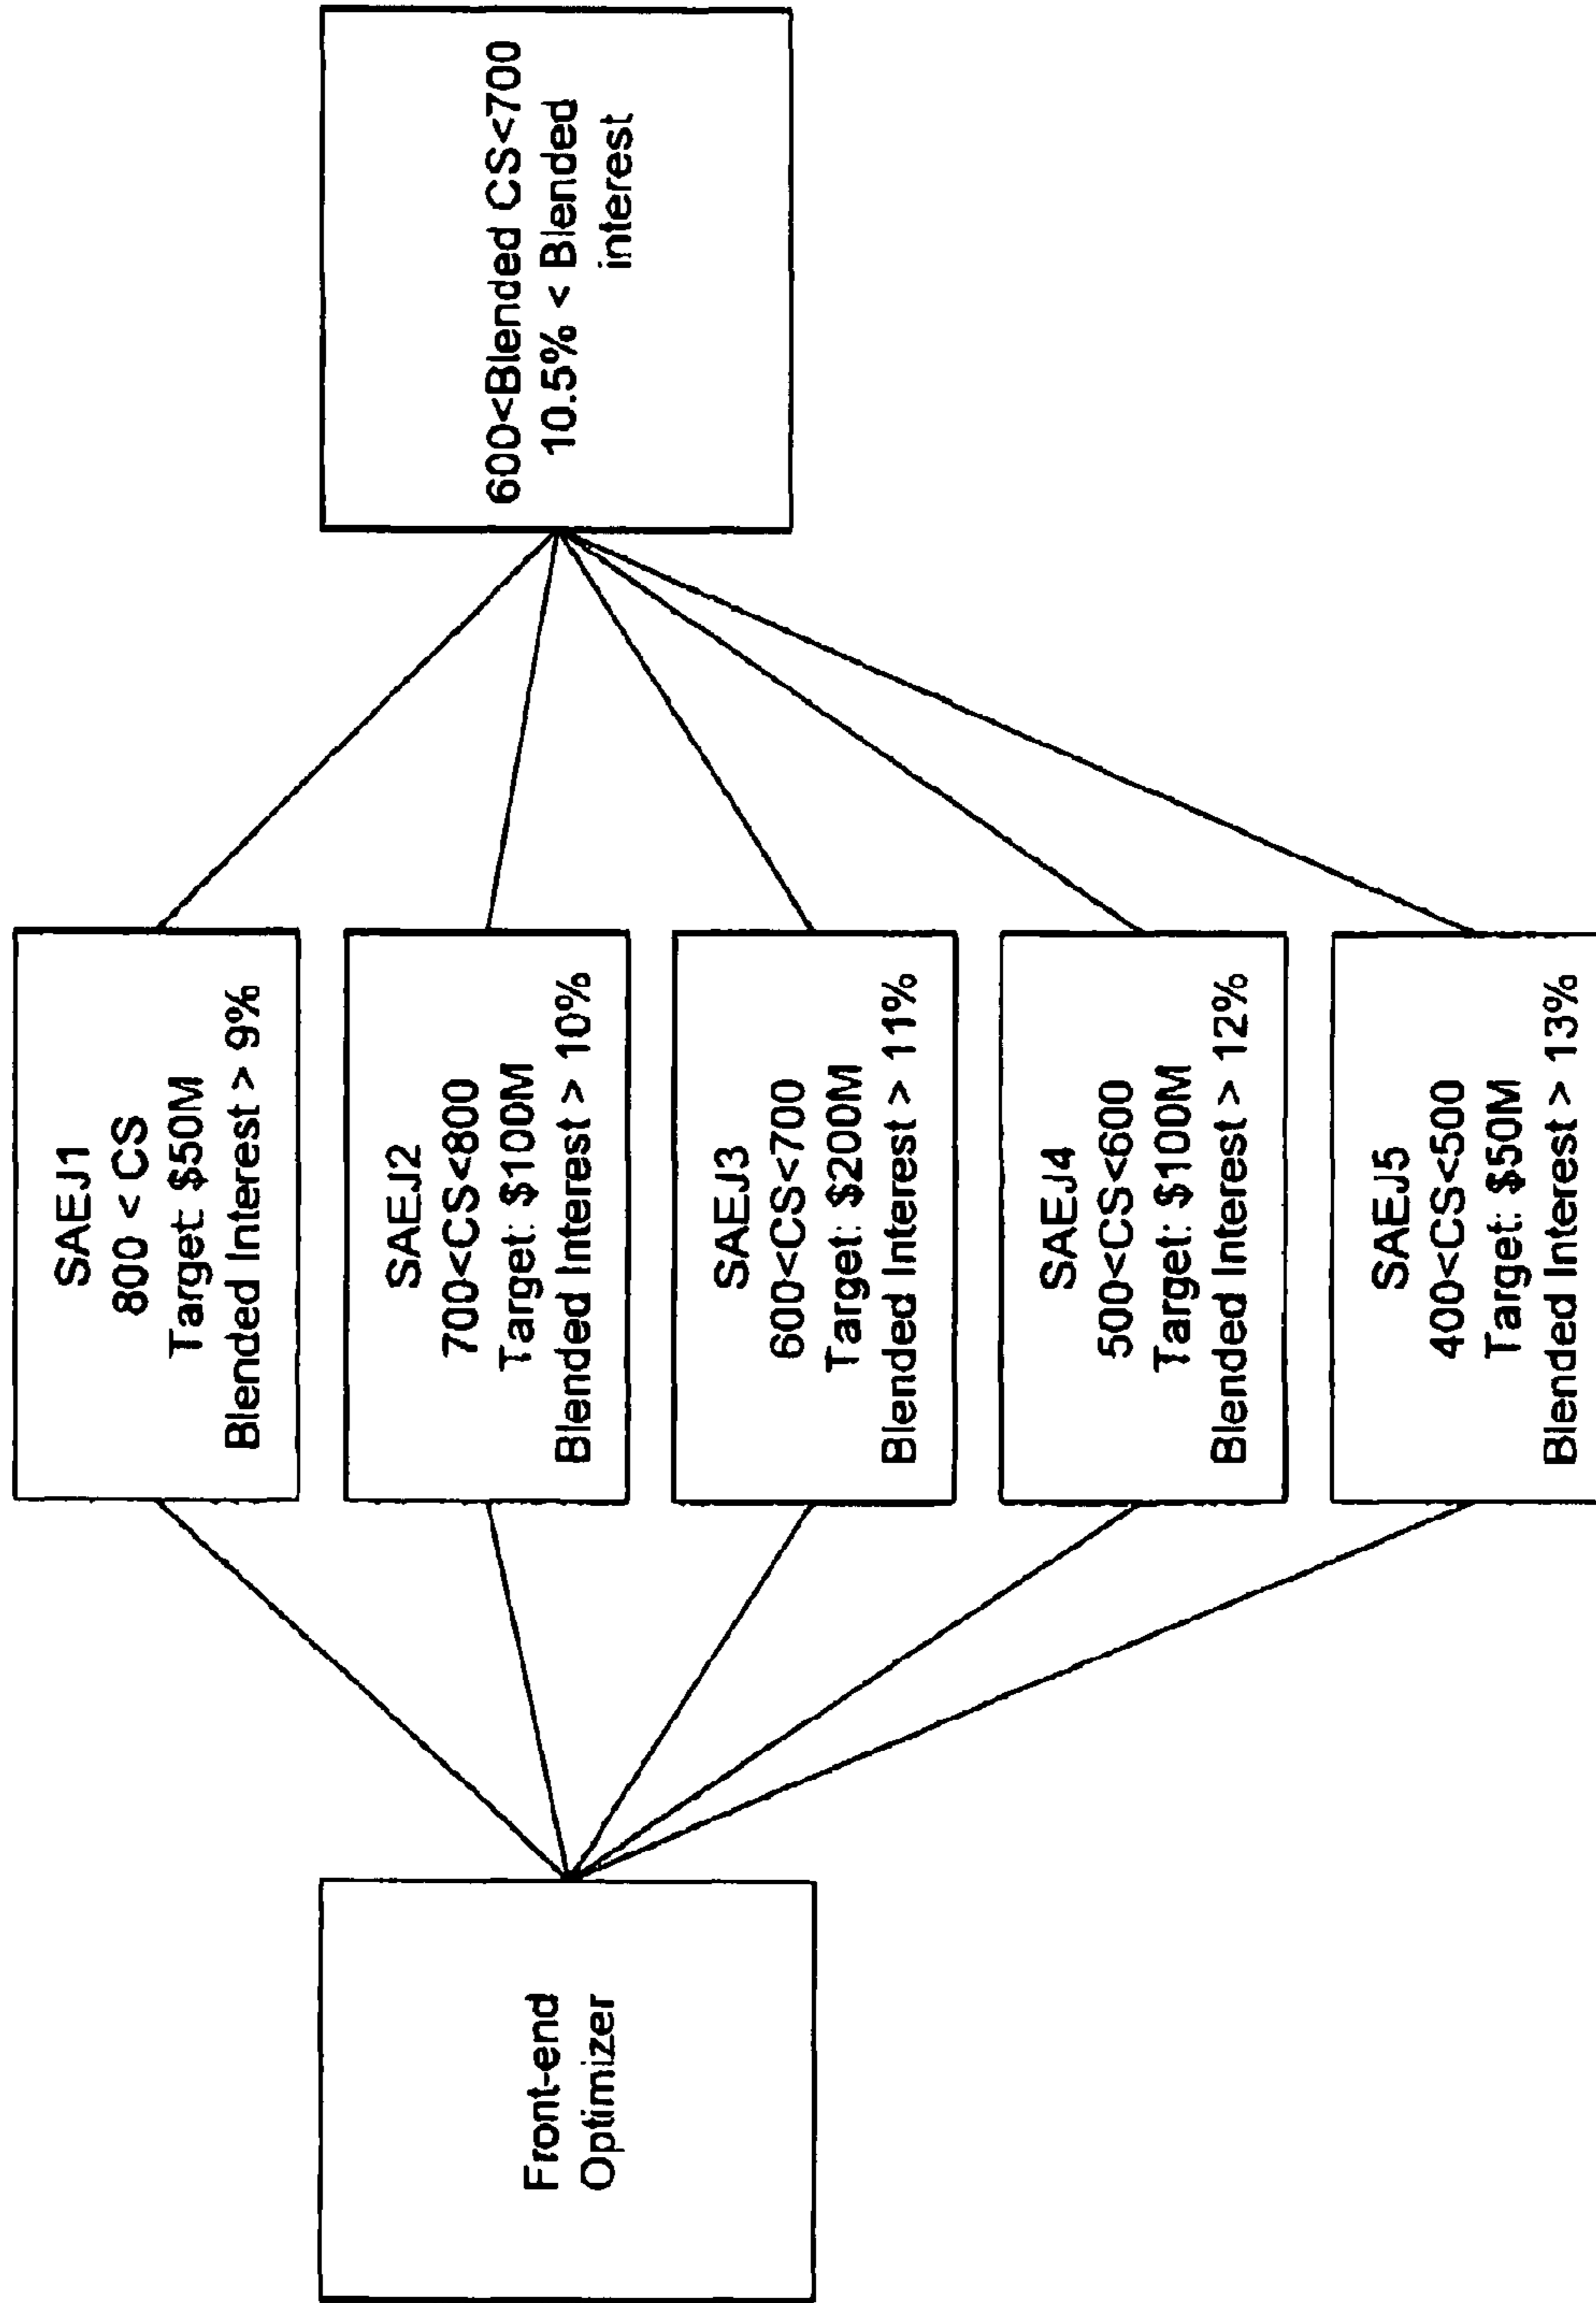 Front-end
Optimizer
SAEJ1
800 < CS
Target: $50M
Blended Interest > 9%
SAEJ2
700<CS<800
Target: $100M
Blended Interest > 10%
SAEJ3
600<CS<700
Target: $200M
Blended Interest > 11%
SAEJ4
500<CS<600
Target: $100M
Blended Interest > 12%
SAEJ5
400<CS<500
Target: $50M
Blended Interest > 13%
600<Blended CS<700
10.5% < Blended
interest